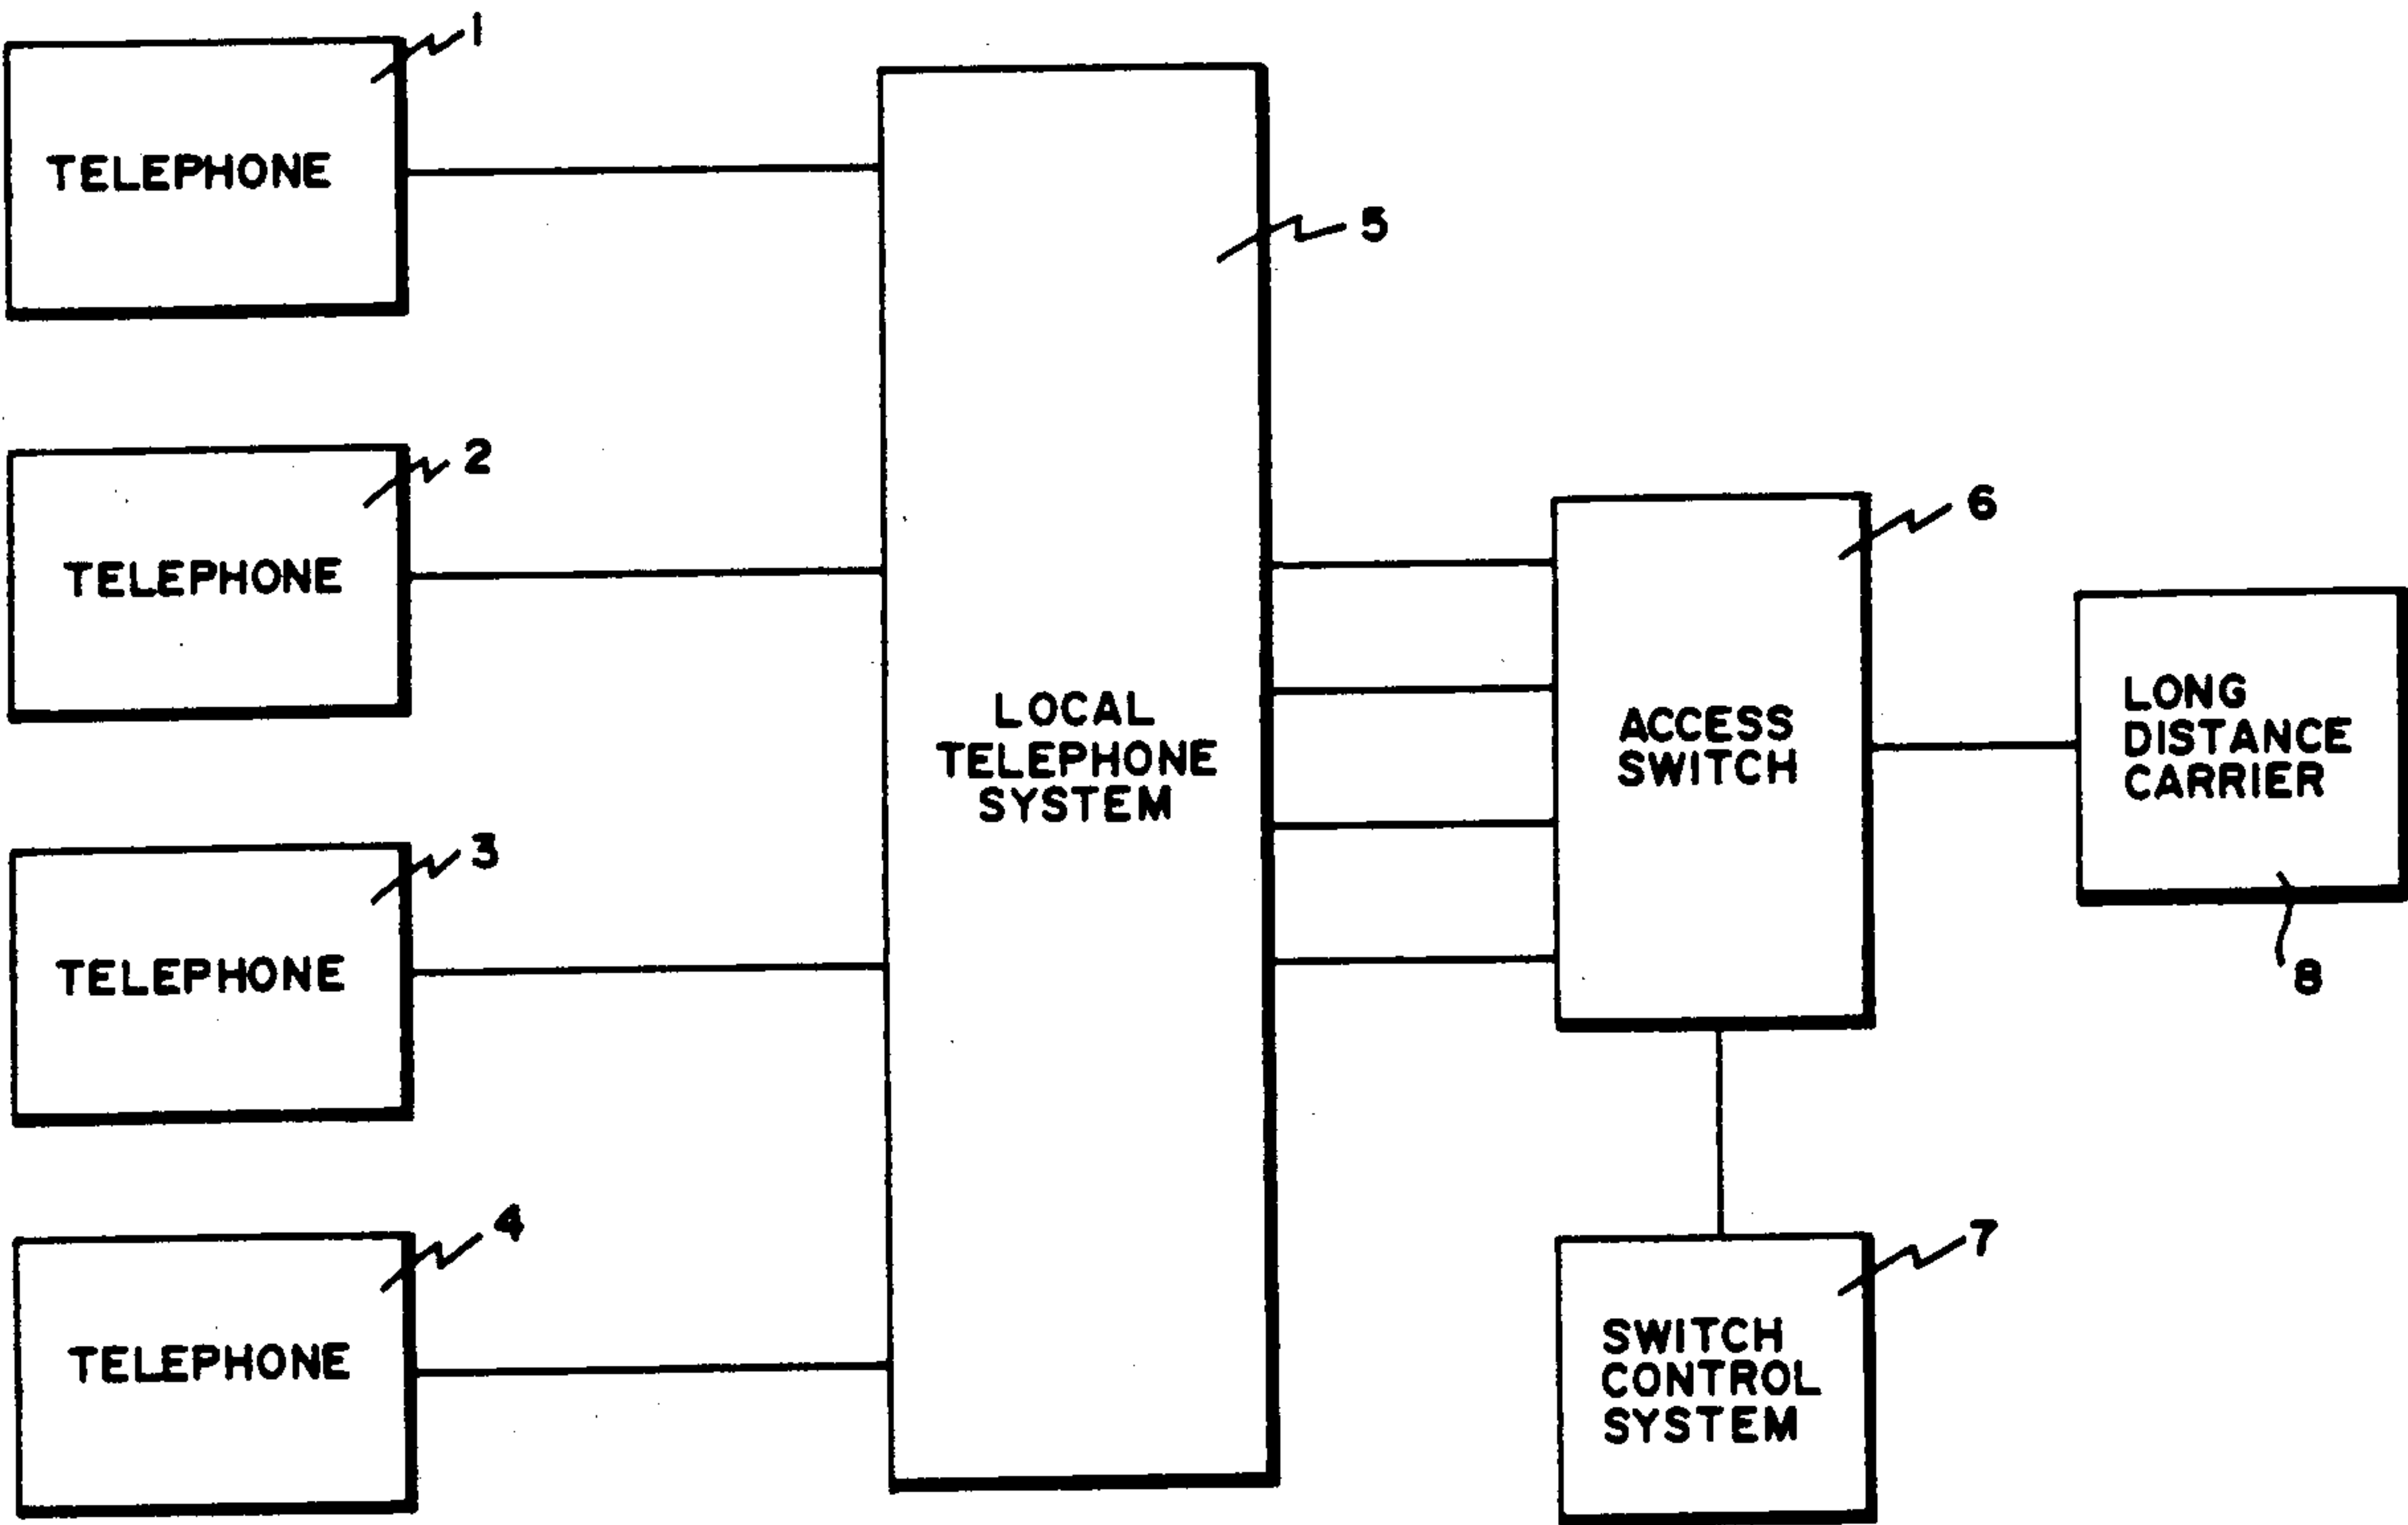 1
TELEPHONE
2
TELEPHONE
3
TELEPHONE
4
TELEPHONE
5
LOCAL
TELEPHONE
SYSTEM
6
ACCESS
SWITCH
7
SWITCH
CONTROL
SYSTEM
LONG
DISTANCE
CARRIER
8